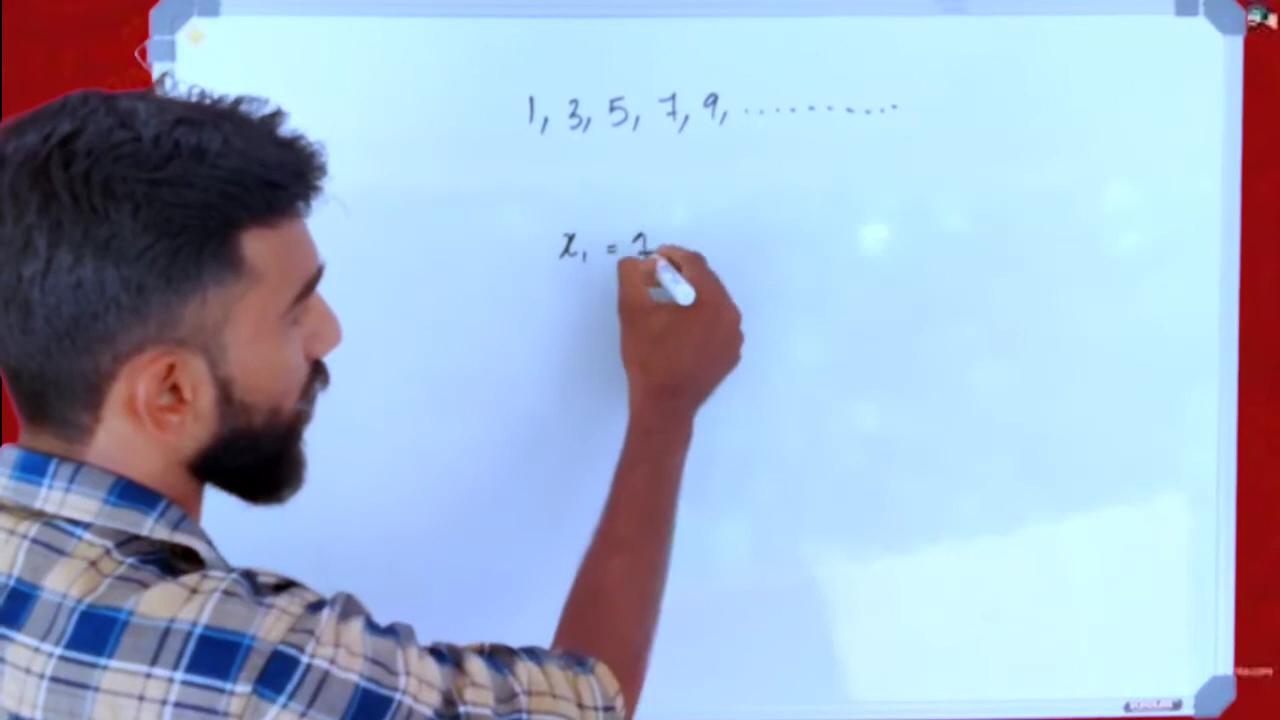 1, 3, 5, 7, 9, ..........
x₁ = 1